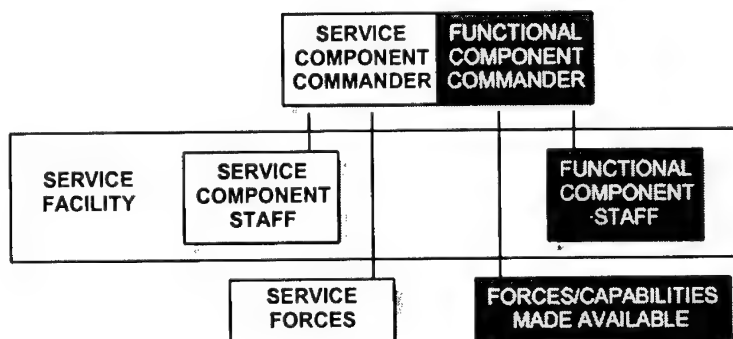 SERVICE
COMPONENT
COMMANDER
FUNCTIONAL
COMPONENT
COMMANDER
SERVICE
FACILITY
SERVICE
COMPONENT
STAFF
FUNCTIONAL
COMPONENT
STAFF
SERVICE
FORCES
FORCES/CAPABILITIES
MADE AVAILABLE